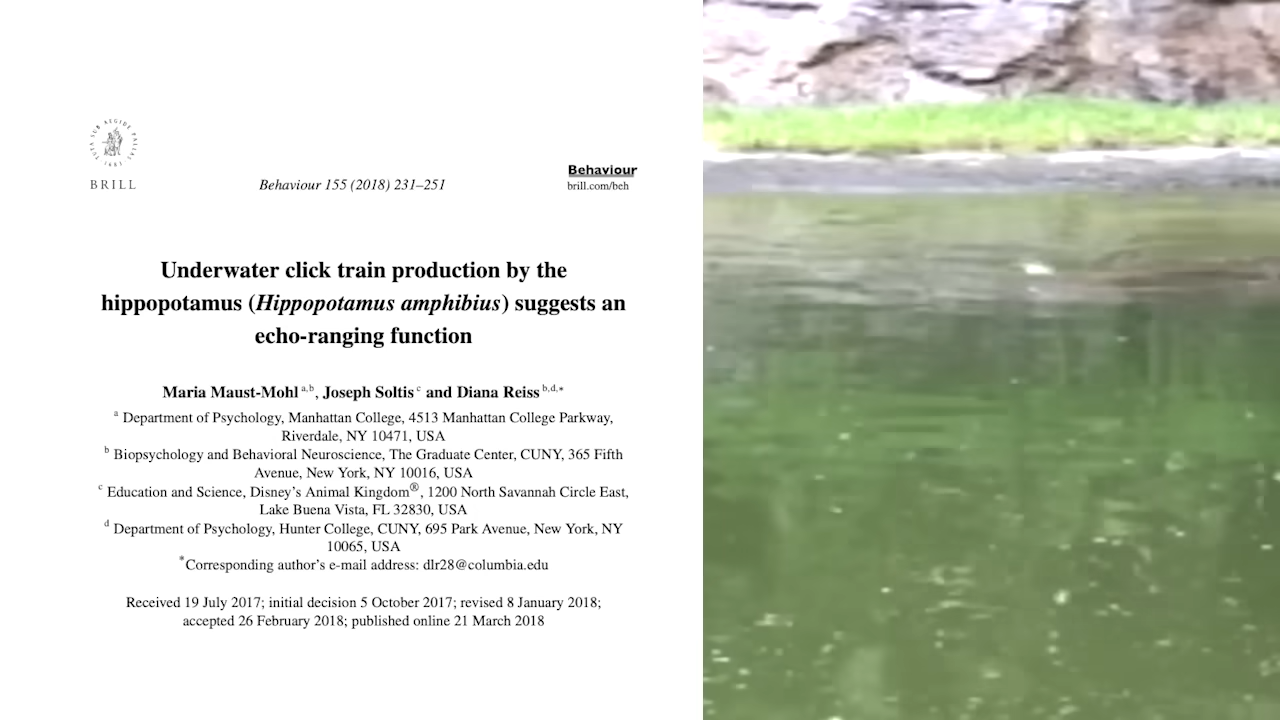 TVTA SVB AEGIDE PALLAS
1683
BRILL
Behaviour 155 (2018) 231–251
Behaviour
brill.com/beh
Underwater click train production by the
hippopotamus (Hippopotamus amphibius) suggests an
echo-ranging function
Maria Maust-Mohl a,b, Joseph Soltis c and Diana Reiss b,d,*
a Department of Psychology, Manhattan College, 4513 Manhattan College Parkway,
Riverdale, NY 10471, USA
b Biopsychology and Behavioral Neuroscience, The Graduate Center, CUNY, 365 Fifth
Avenue, New York, NY 10016, USA
c Education and Science, Disney's Animal Kingdom®, 1200 North Savannah Circle East,
Lake Buena Vista, FL 32830, USA
d Department of Psychology, Hunter College, CUNY, 695 Park Avenue, New York, NY
10065, USA
*Corresponding author's e-mail address: dlr28@columbia.edu
Received 19 July 2017; initial decision 5 October 2017; revised 8 January 2018;
accepted 26 February 2018; published online 21 March 2018